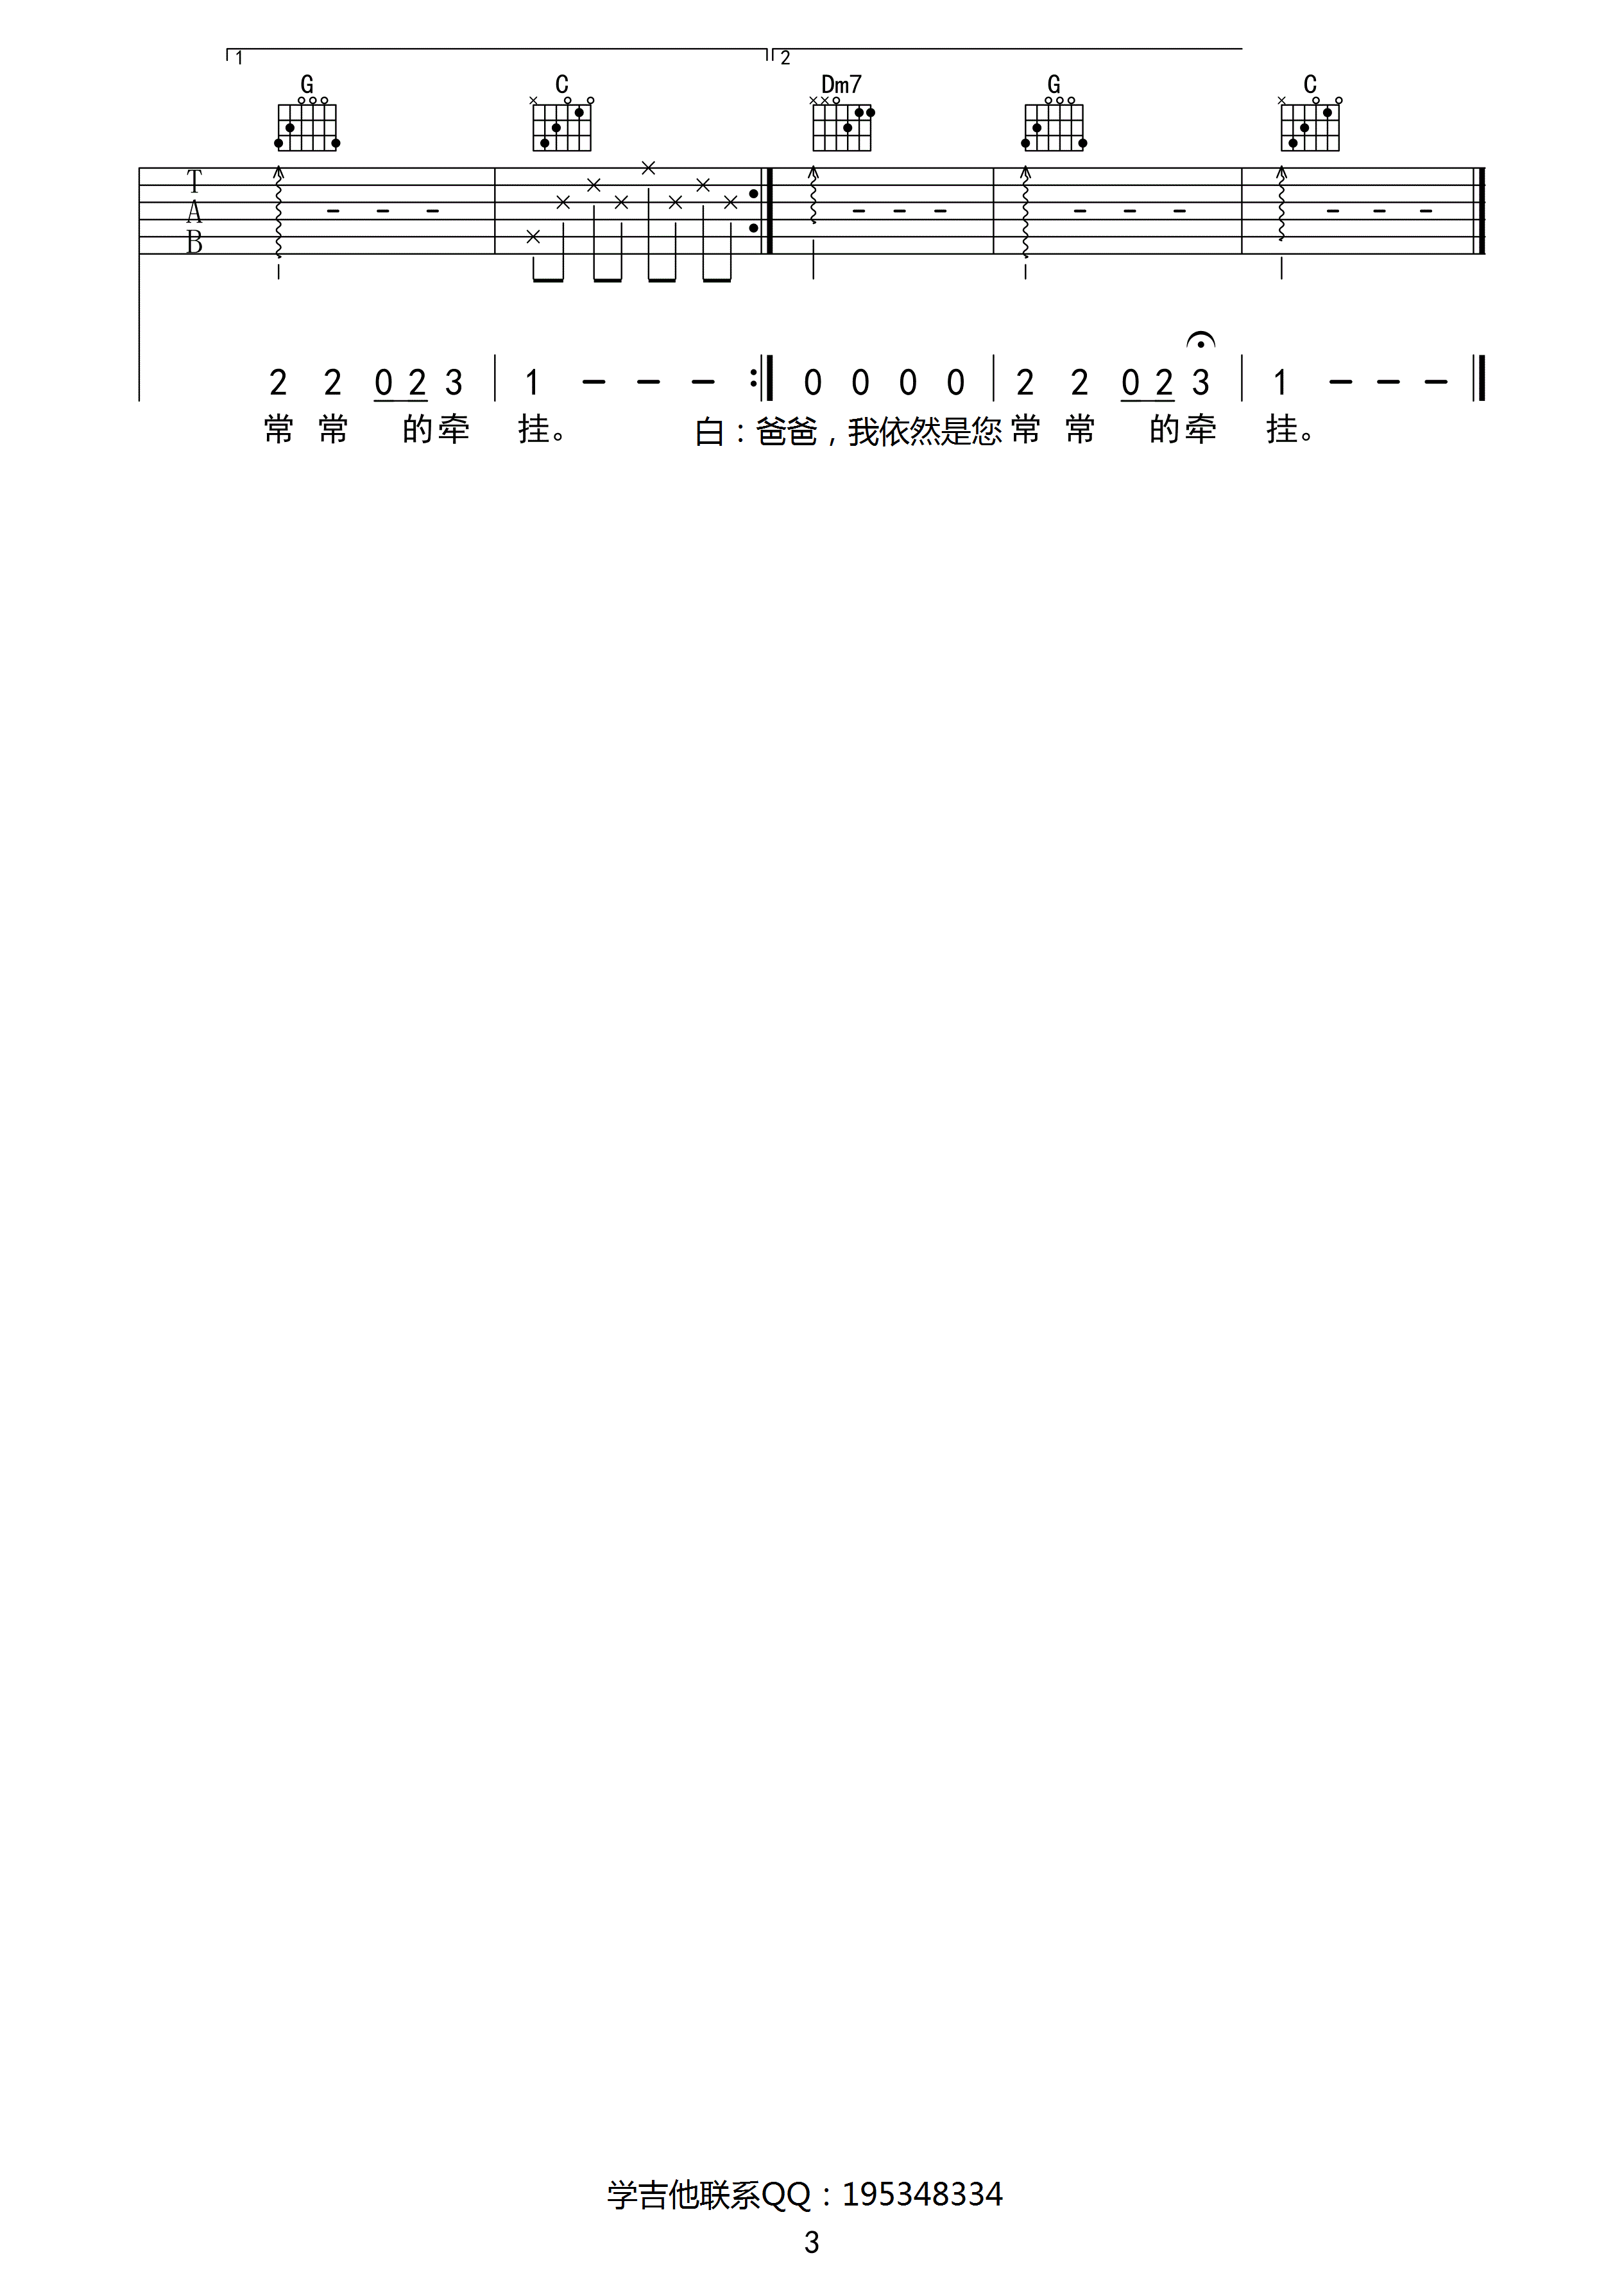 1 2
G C Dm7 G C
T
A
B
2 2 0 2 3 1 - - - 0 0 0 0 2 2 0 2 3 1 - - -
常 常 的 牵 挂。 白：爸爸，我依然是您 常 常 的 牵 挂。
学吉他联系QQ：195348334
3